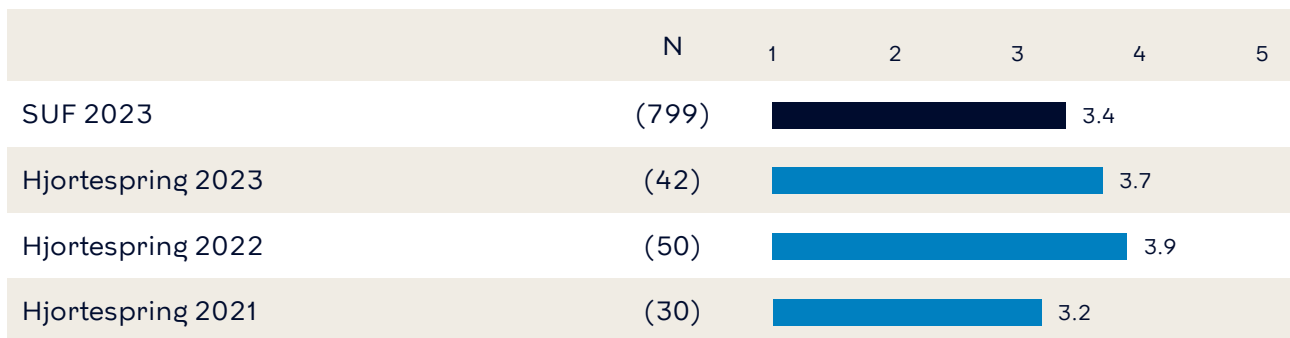 N 1 2 3 4 5
SUF 2023 (799) 3.4
Hjortespring 2023 (42) 3.7
Hjortespring 2022 (50) 3.9
Hjortespring 2021 (30) 3.2